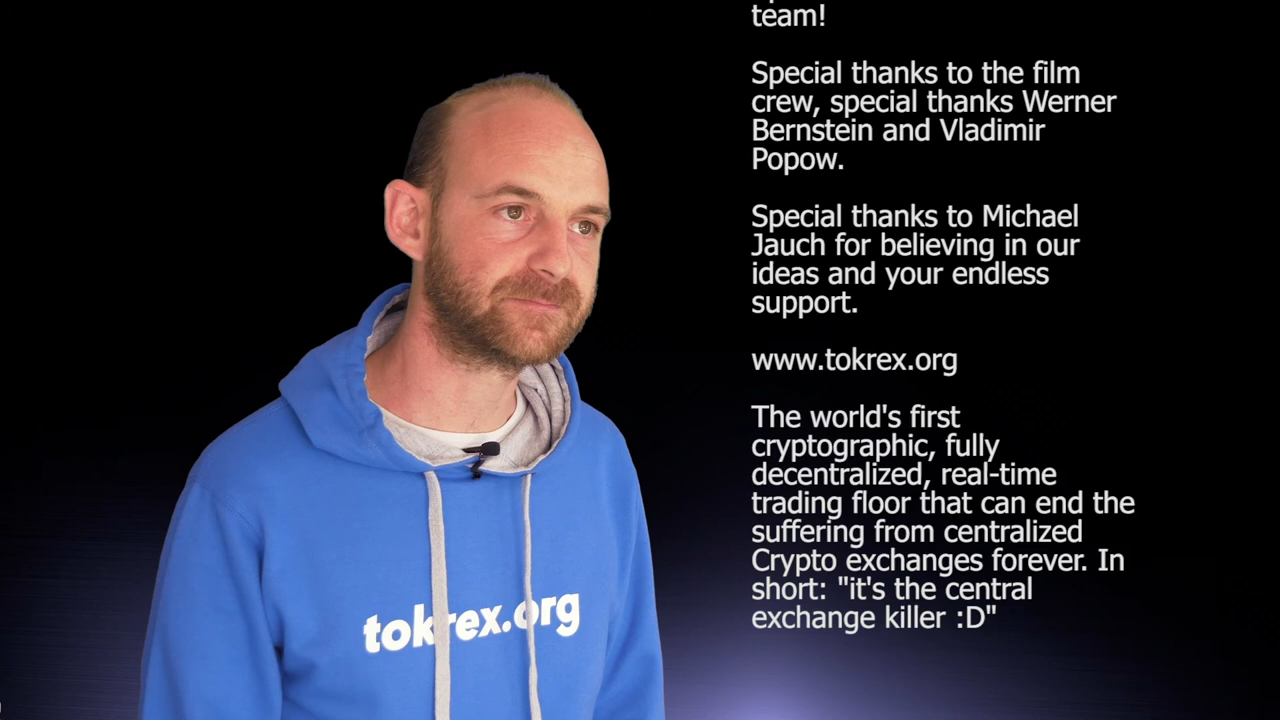 team!
Special thanks to the film
crew, special thanks Werner
Bernstein and Vladimir
Popow.
Special thanks to Michael
Jauch for believing in our
ideas and your endless
support.
www.tokrex.org
The world's first
cryptographic, fully
decentralized, real-time
trading floor that can end the
suffering from centralized
Crypto exchanges forever. In
short: "it's the central
exchange killer :D"
tokrex.org